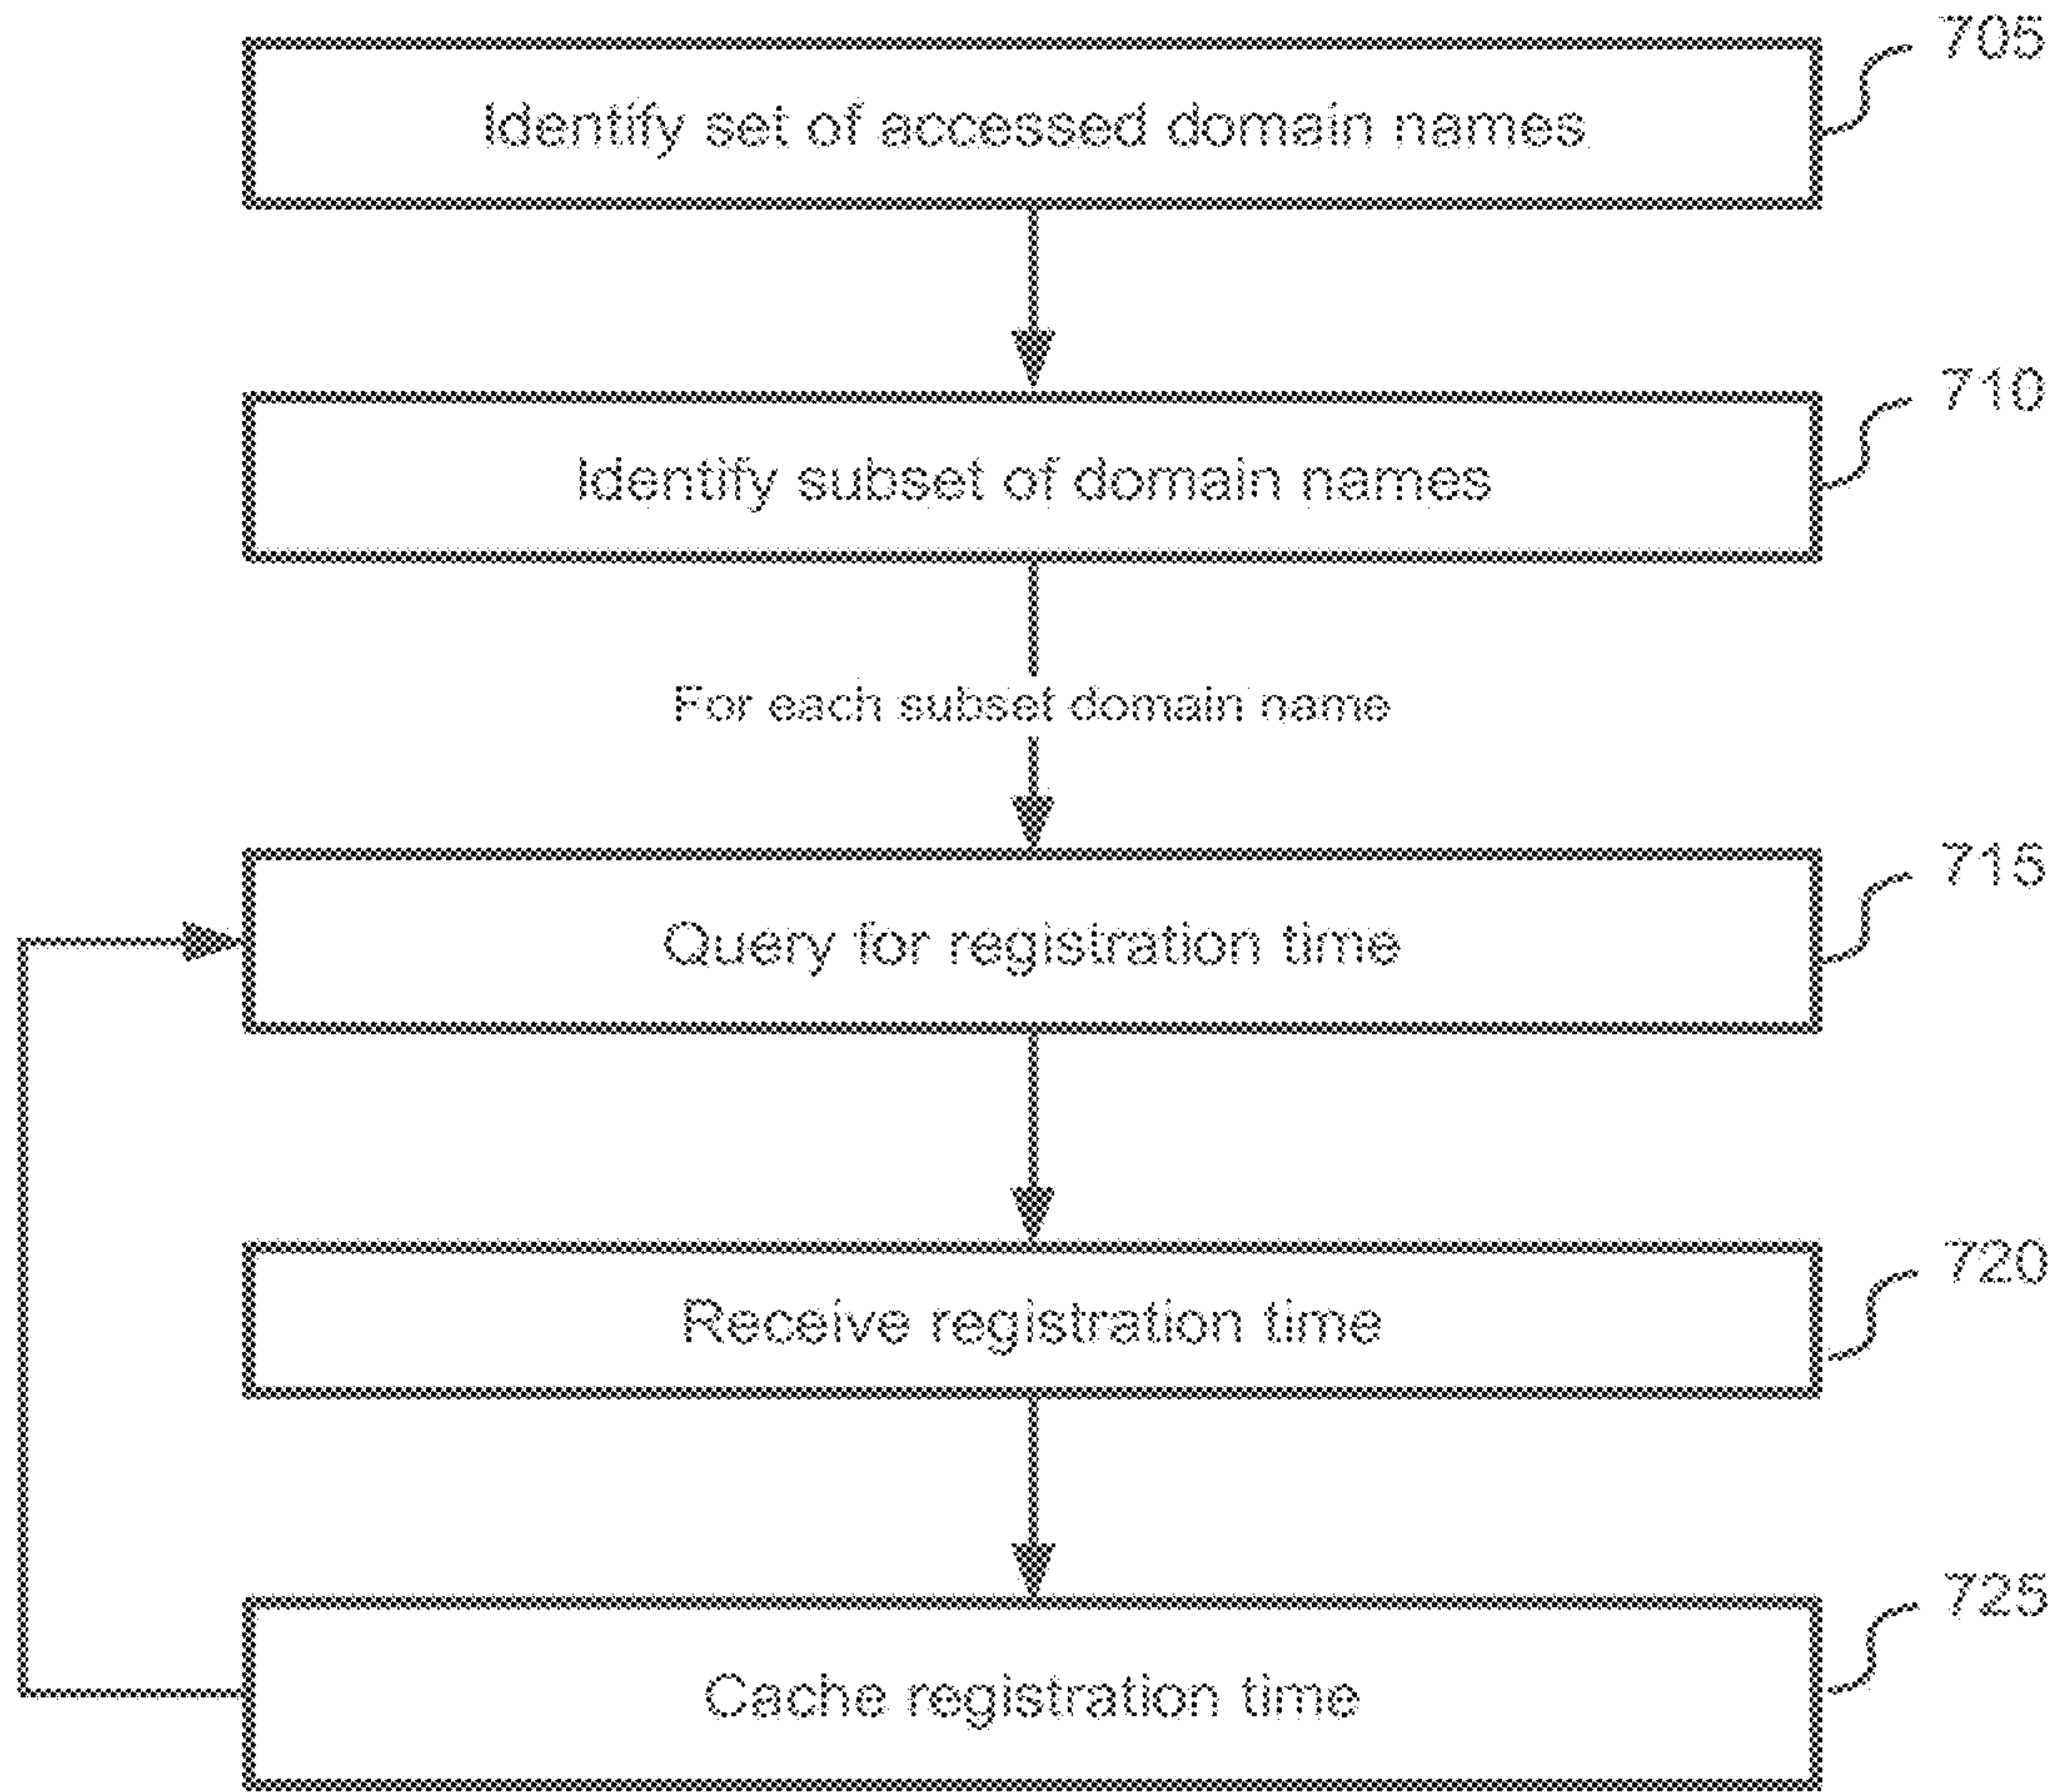 705
Identify set of accessed domain names
710
Identify subset of domain names
For each subset domain name
715
Query for registration time
720
Receive registration time
725
Cache registration time